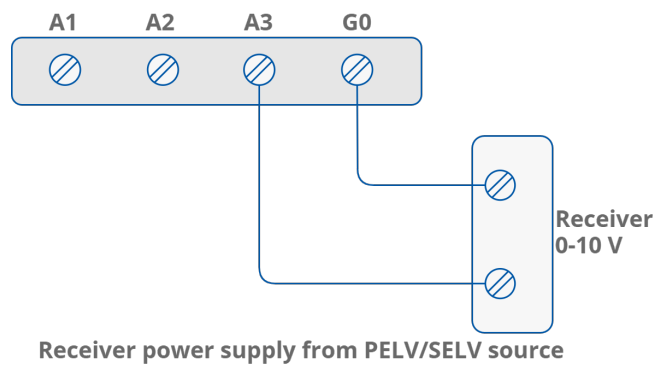 A1 A2 A3 G0
Receiver
0-10 V
Receiver power supply from PELV/SELV source